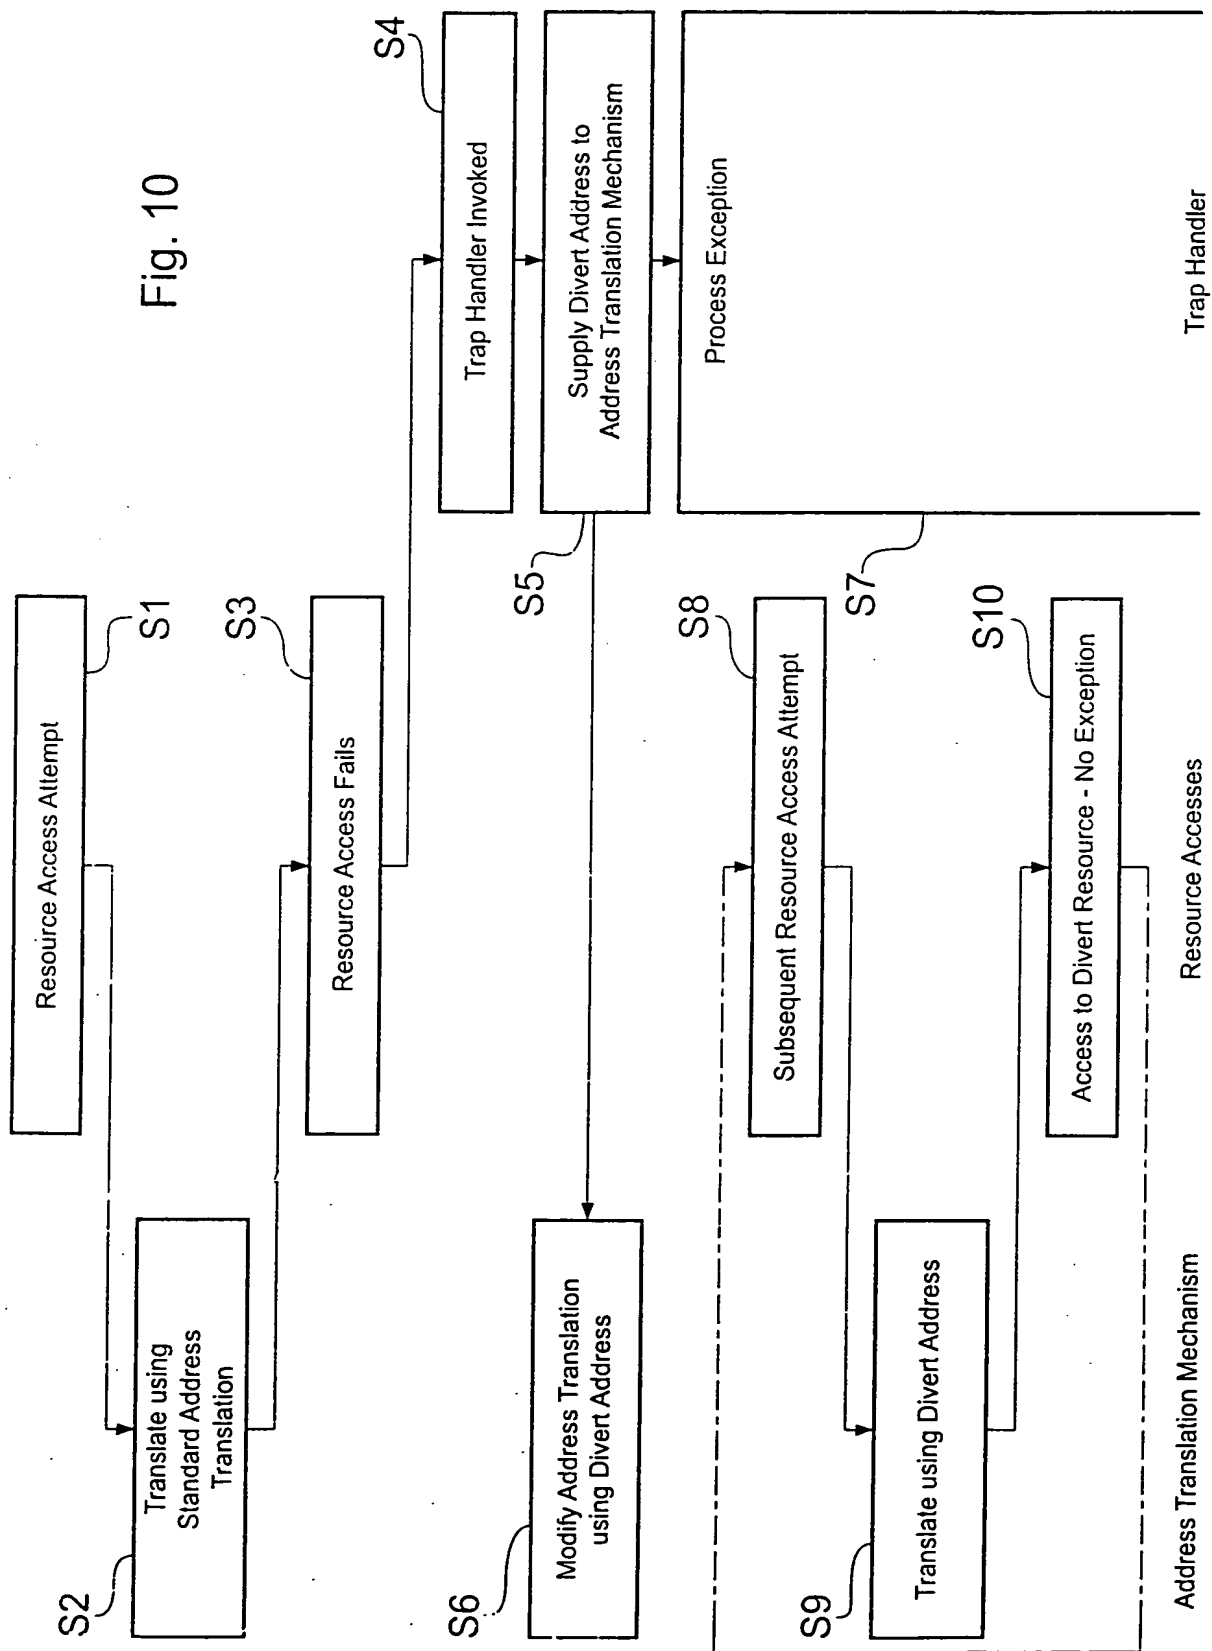 Fig. 10
Resource Access Attempt
S1
Translate using
Standard Address
Translation
S2
Resource Access Fails
S3
Trap Handler Invoked
S4
Supply Divert Address to
Address Translation Mechanism
S5
Modify Address Translation
using Divert Address
S6
Process Exception
S7
Subsequent Resource Access Attempt
S8
Translate using Divert Address
S9
Access to Divert Resource - No Exception
S10
Address Translation Mechanism
Resource Accesses
Trap Handler